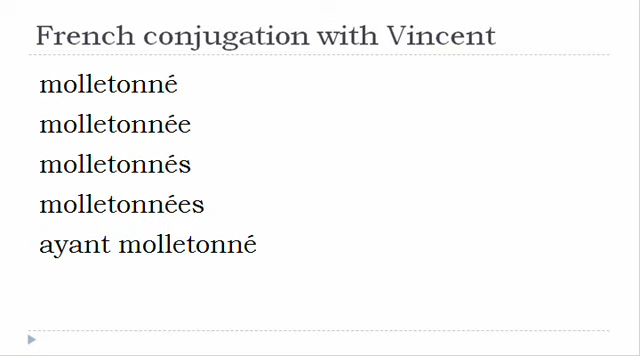 French conjugation with Vincent
molletonné
molletonnée
molletonnés
molletonnées
ayant molletonné